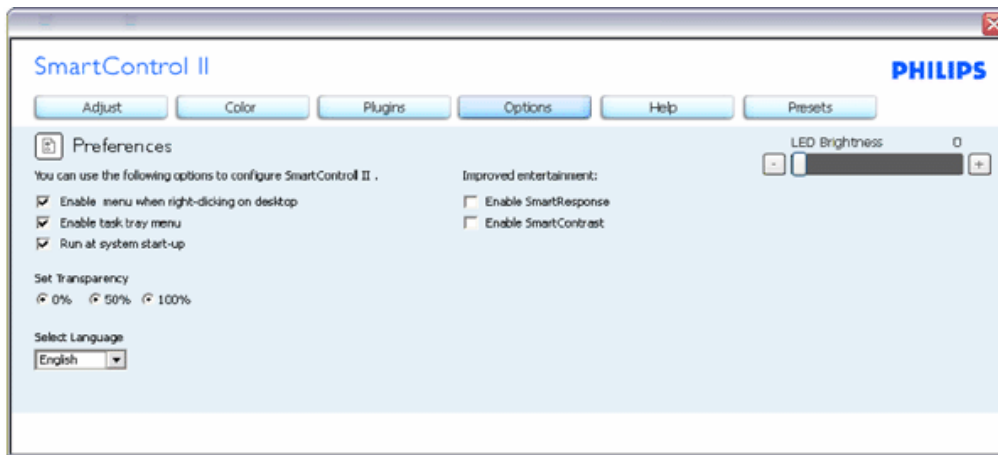 SmartControl II
PHILIPS
Adjust Color Plugins Options Help Presets
Preferences
LED Brightness 0
- +
You can use the following options to configure SmartControl II .
Enable menu when right-clicking on desktop
Enable task tray menu
Run at system start-up
Improved entertainment:
Enable SmartResponse
Enable SmartContrast
Set Transparency
0% 50% 100%
Select Language
English